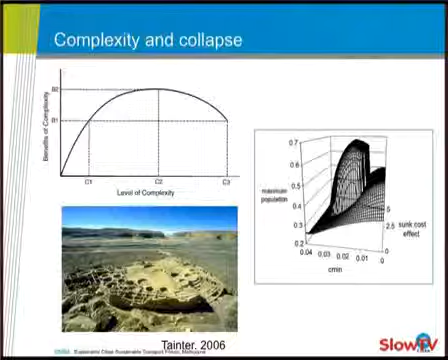 Complexity and collapse
B2
B1
Benefits of Complexity
C1
C2
C3
Level of Complexity
0.7
0.6
0.5
0.4
0.3
0.2
maximum
population
5
2.5
0
sunk cost
effect
0.04
0.03
0.02
0.01
0
cmin
Tainter, 2006
SlowTV